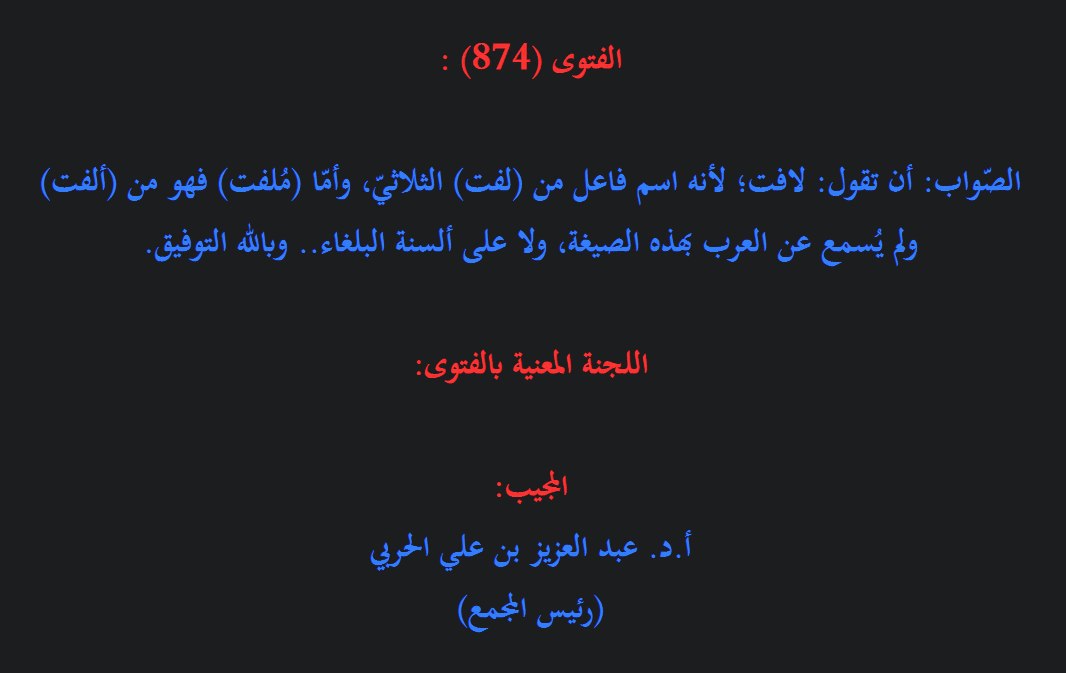 الفتوى (874) :
الصّواب: أن تقول: لافت؛ لأنه اسم فاعل من (لفت) الثلاثيّ، وأمّا (مُلفت) فهو من (ألفت)
ولم يُسمع عن العرب بهذه الصيغة، ولا على ألسنة البلغاء.. وبالله التوفيق.
اللجنة المعنية بالفتوى:
المجيب:
أ.د. عبد العزيز بن علي الحربي
(رئيس المجمع)